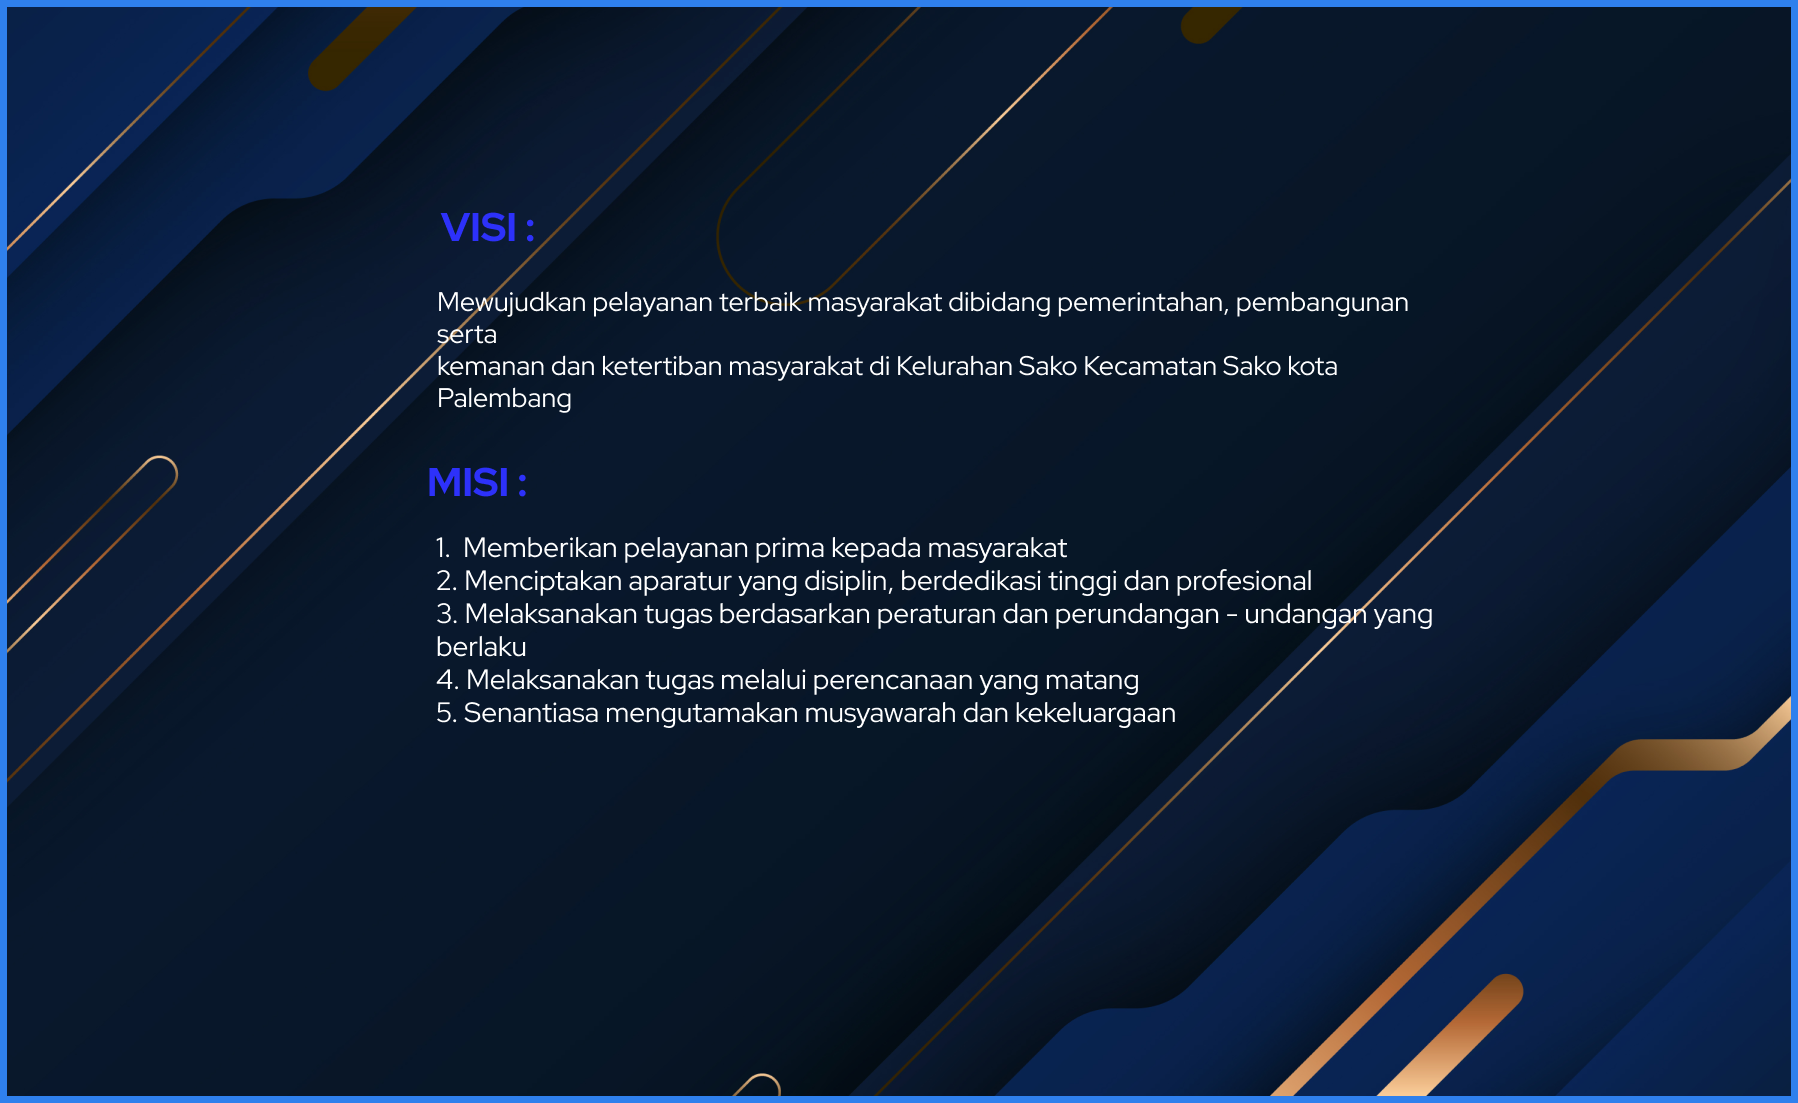 VISI :
Mewujudkan pelayanan terbaik masyarakat dibidang pemerintahan, pembangunan
serta
kemanan dan ketertiban masyarakat di Kelurahan Sako Kecamatan Sako kota
Palembang
MISI :
1. Memberikan pelayanan prima kepada masyarakat
2. Menciptakan aparatur yang disiplin, berdedikasi tinggi dan profesional
3. Melaksanakan tugas berdasarkan peraturan dan perundangan - undangan yang
berlaku
4. Melaksanakan tugas melalui perencanaan yang matang
5. Senantiasa mengutamakan musyawarah dan kekeluargaan